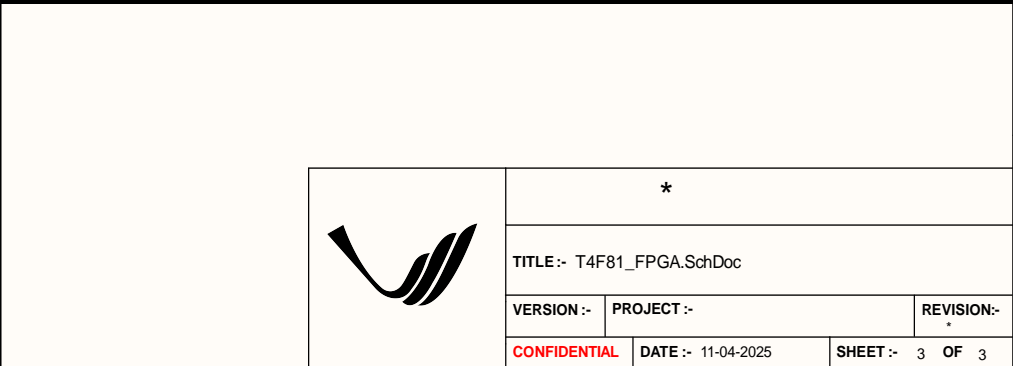 *
TITLE :- T4F81_FPGA.SchDoc
VERSION :- PROJECT :- REVISION:-
*
CONFIDENTIAL DATE :- 11-04-2025 SHEET :- 3 OF 3